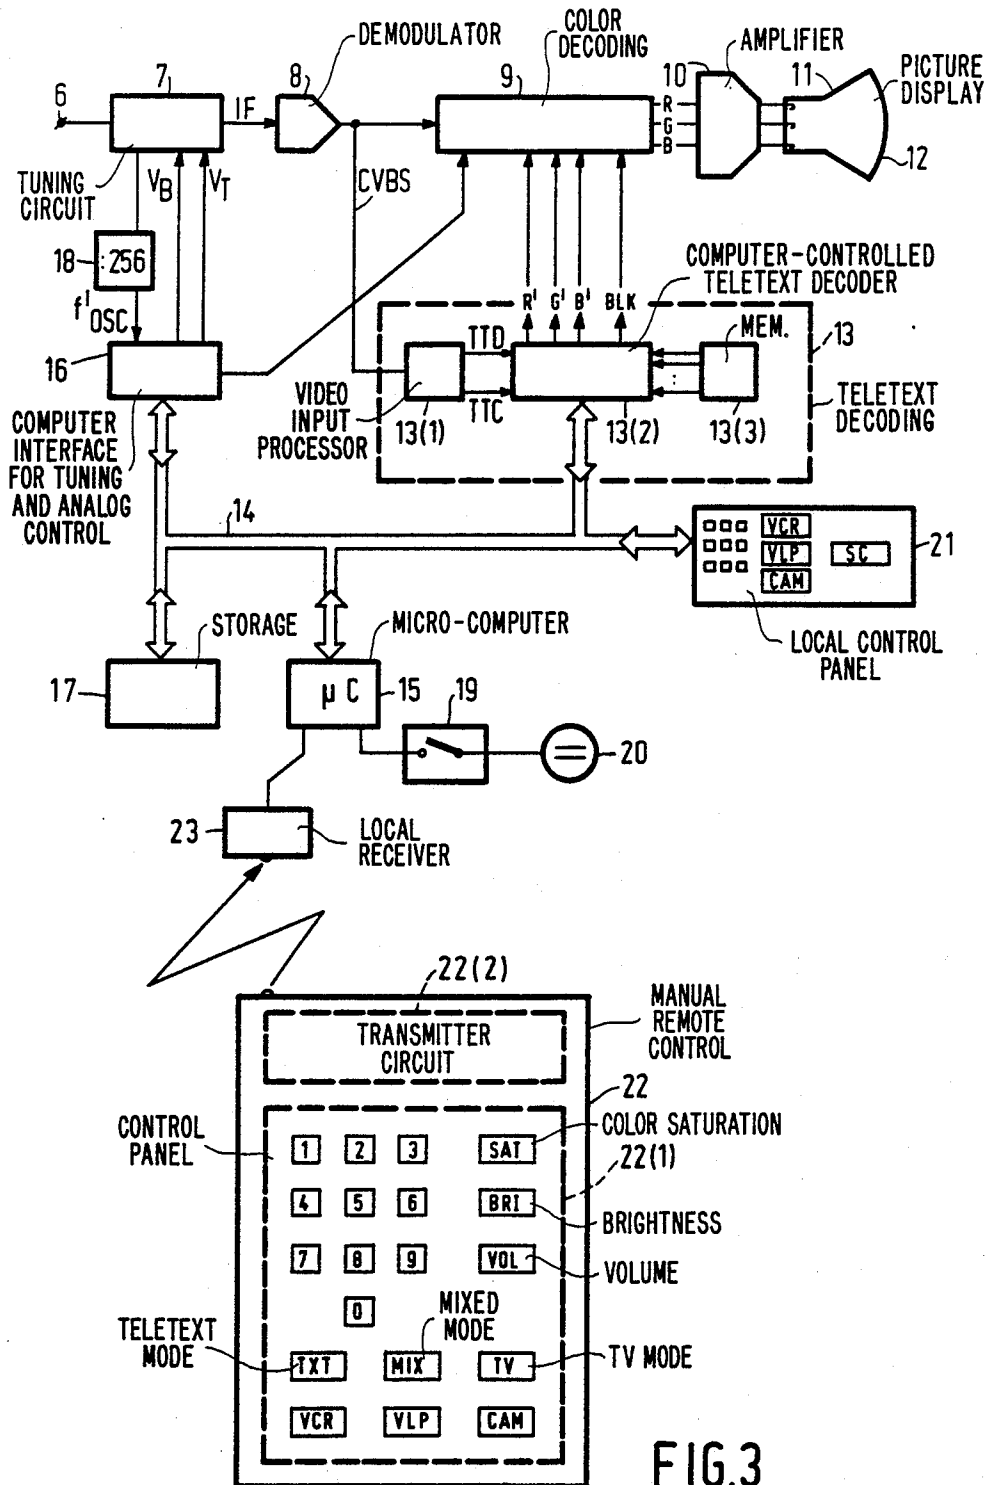 DEMODULATOR
COLOR
DECODING
AMPLIFIER
PICTURE
DISPLAY
6
7
IF
8
9
10
R
G
B
11
12
TUNING
CIRCUIT
VB
VT
CVBS
18
:256
f'OSC
COMPUTER-CONTROLLED
TELETEXT DECODER
R'
G'
B'
BLK
MEM.
13
16
TTD
TTC
:
VIDEO
INPUT
PROCESSOR
13(1)
13(2)
13(3)
TELETEXT
DECODING
COMPUTER
INTERFACE
FOR TUNING
AND ANALOG
CONTROL
14
VCR
VLP
CAM
SC
21
LOCAL CONTROL
PANEL
STORAGE
17
MICRO-COMPUTER
μC
15
19
20
23
LOCAL
RECEIVER
22(2)
TRANSMITTER
CIRCUIT
MANUAL
REMOTE
CONTROL
22
CONTROL
PANEL
1 2 3 SAT
COLOR SATURATION
22(1)
4 5 6 BRI
BRIGHTNESS
7 8 9 VOL
VOLUME
0
MIXED
MODE
TELETEXT
MODE
TXT MIX TV
TV MODE
VCR VLP CAM
FIG.3